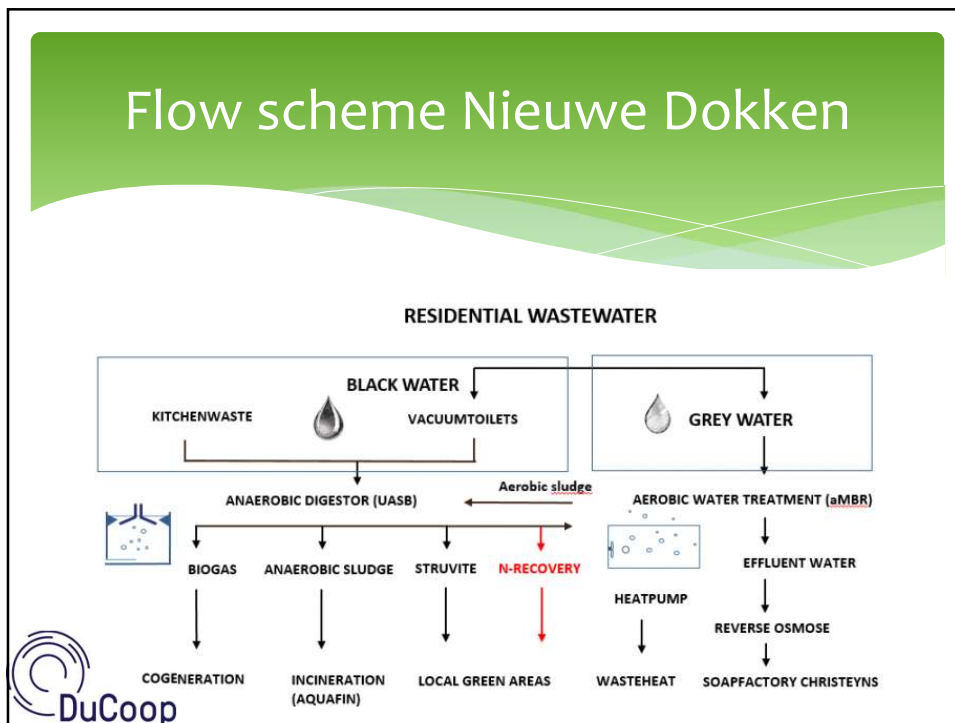 Flow scheme Nieuwe Dokken
RESIDENTIAL WASTEWATER
BLACK WATER
KITCHENWASTE
VACUUMTOILETS
GREY WATER
Aerobic sludge
ANAEROBIC DIGESTOR (UASB)
AEROBIC WATER TREATMENT (aMBR)
BIOGAS
ANAEROBIC SLUDGE
STRUVITE
N-RECOVERY
EFFLUENT WATER
HEATPUMP
REVERSE OSMOSE
COGENERATION
INCINERATION
(AQUAFIN)
LOCAL GREEN AREAS
WASTEHEAT
SOAPFACTORY CHRISTEYNS
DuCoop